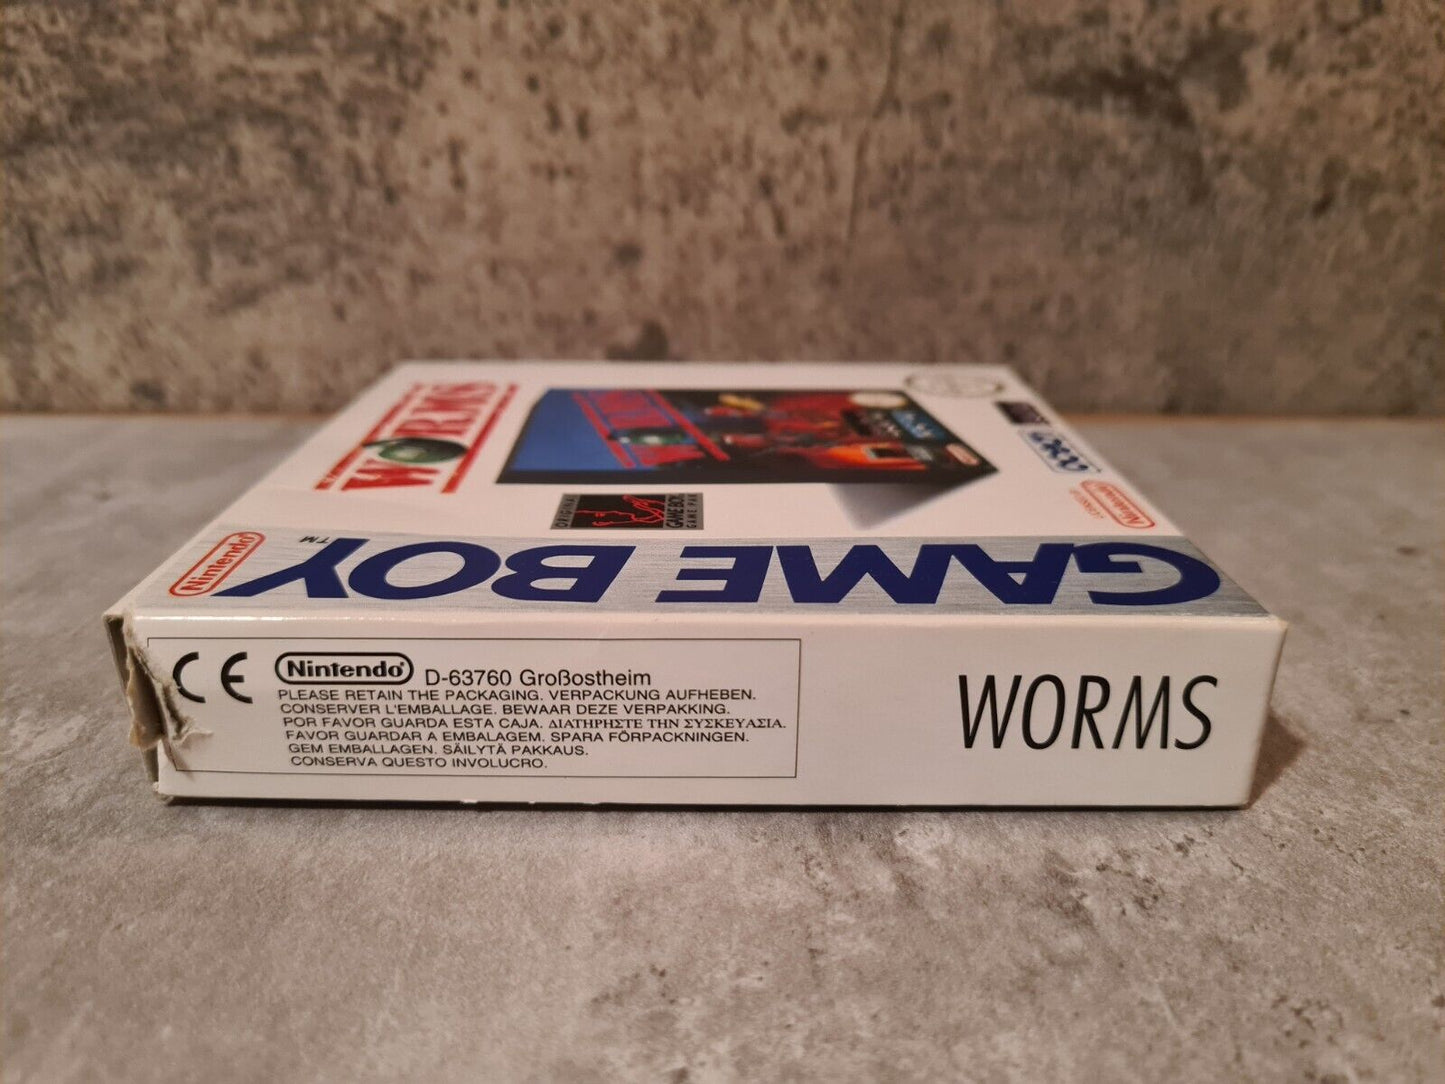 WORMS
ORIGINAL
GAME BOY
GAME PAK
Nintendo
Nintendo
GAME BOY™
CE Nintendo® D-63760 Großostheim
PLEASE RETAIN THE PACKAGING. VERPACKUNG AUFHEBEN.
CONSERVER L'EMBALLAGE. BEWAAR DEZE VERPAKKING.
POR FAVOR GUARDA ESTA CAJA. ΔΙΑΤΗΡΗΣΤΕ ΤΗΝ ΣΥΣΚΕΥΑΣΙΑ.
FAVOR GUARDAR A EMBALAGEM. SPARA FÖRPACKNINGEN.
GEM EMBALLAGEN. SÄILYTÄ PAKKAUS.
CONSERVA QUESTO INVOLUCRO.
WORMS